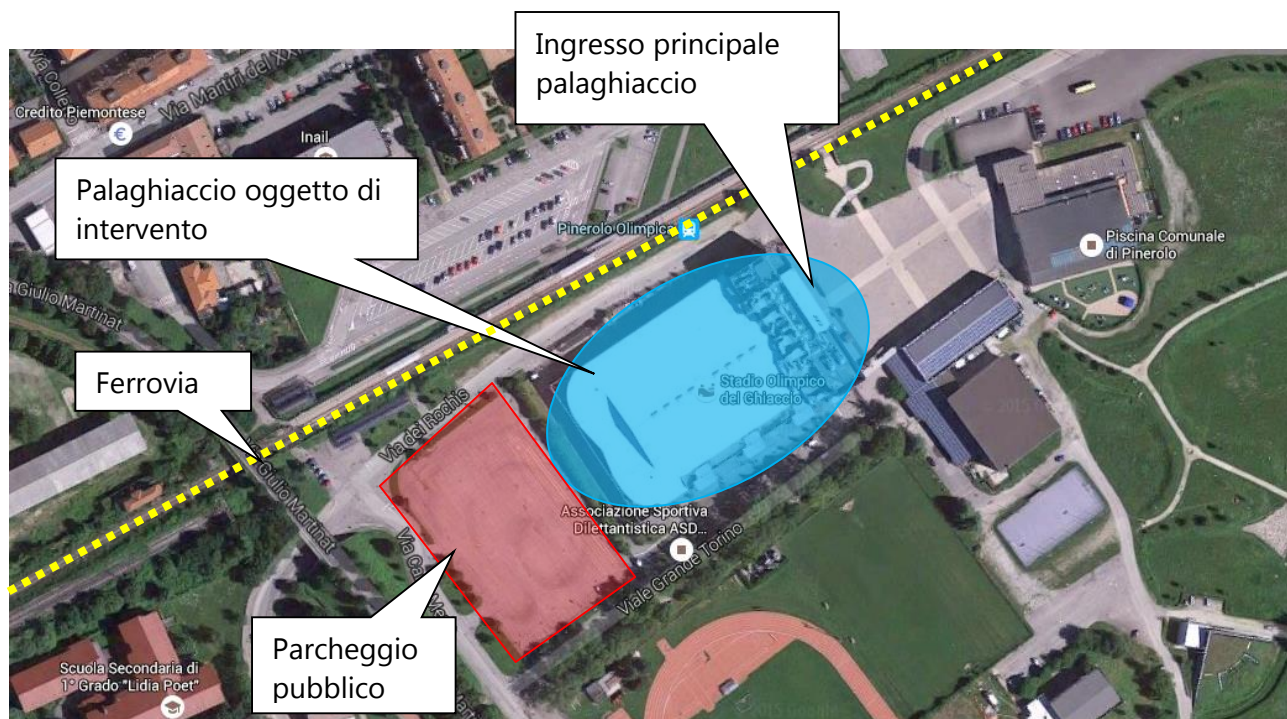 Ingresso principale
palaghiaccio
Via Martiri del XXI
Credito Piemontese
€
Inail
Palaghiaccio oggetto di
intervento
Pinerolo Olimpica
Piscina Comunale
di Pinerolo
Giulio Martinat
Ferrovia
Stadio Olimpico
del Ghiaccio
Via dei Rochis
Giulio Martinat
Associazione Sportiva
Dilettantistica ASD...
Viale Grande Torino
Parcheggio
pubblico
Scuola Secondaria di
1° Grado "Lidia Poet"